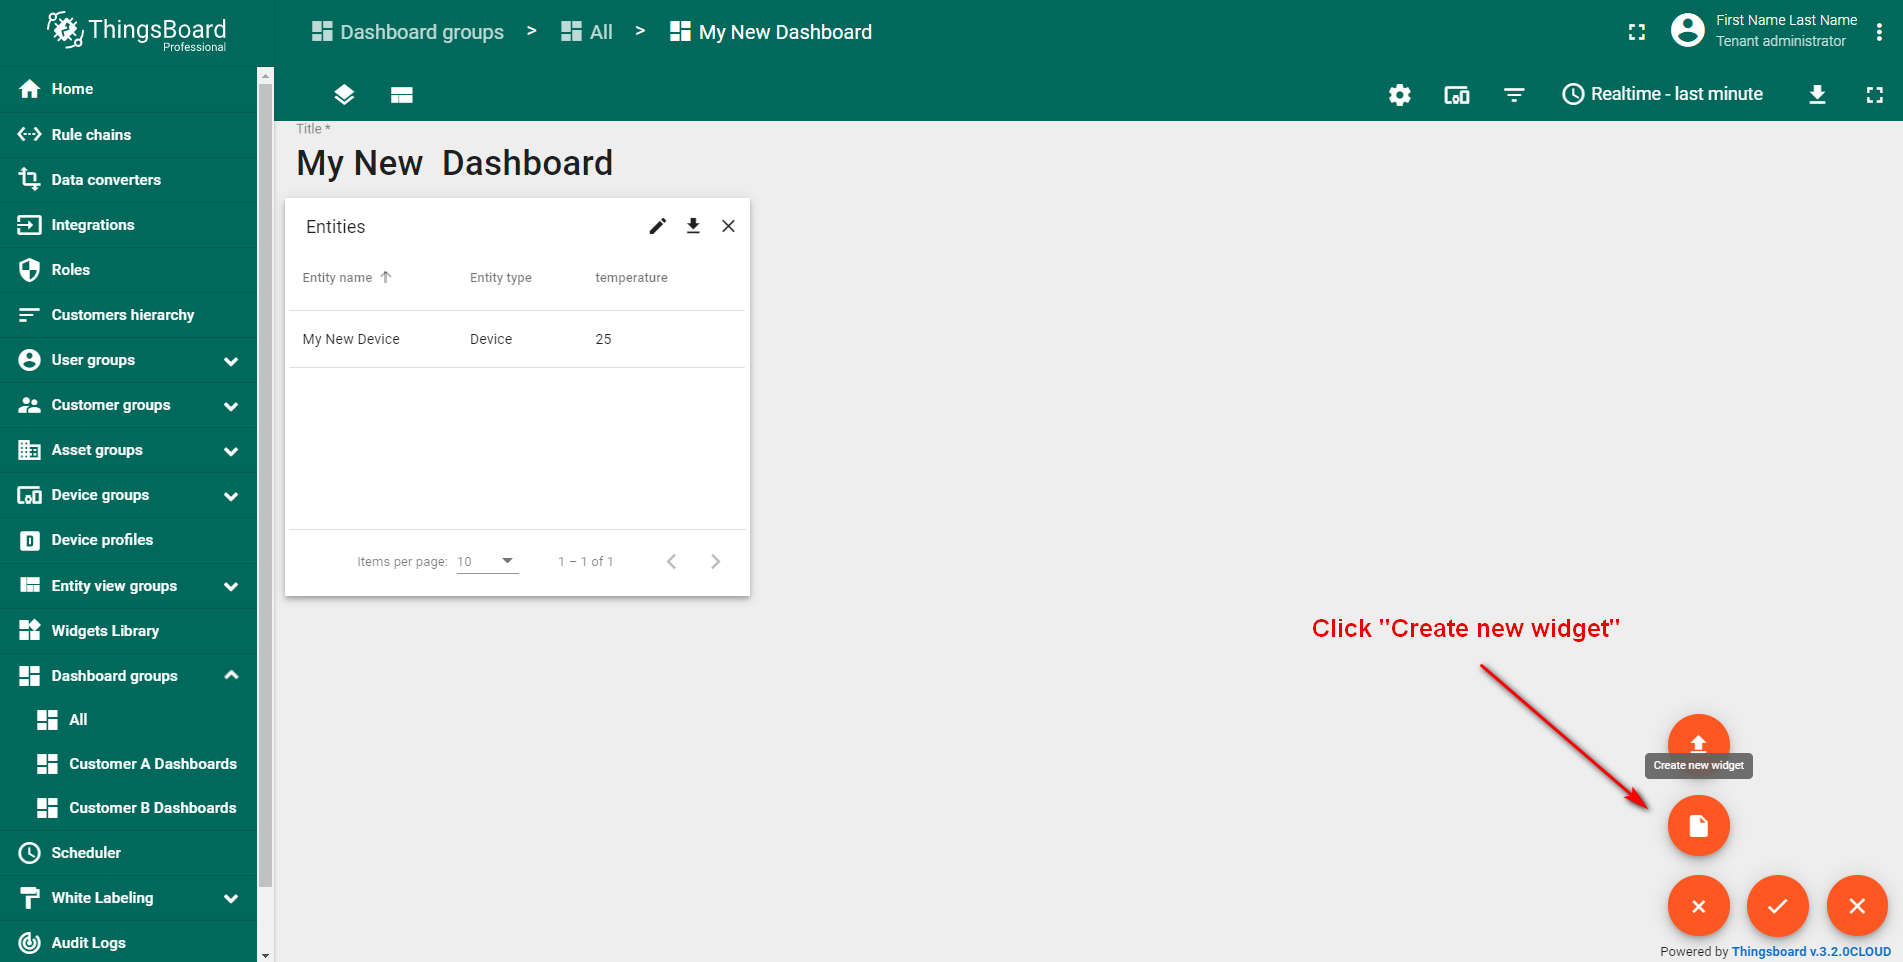 ThingsBoard
Professional
Dashboard groups > All > My New Dashboard
First Name Last Name
Tenant administrator
Realtime - last minute
Home
Rule chains
Data converters
Integrations
Roles
Customers hierarchy
User groups
Customer groups
Asset groups
Device groups
Device profiles
Entity view groups
Widgets Library
Dashboard groups
All
Customer A Dashboards
Customer B Dashboards
Scheduler
White Labeling
Audit Logs
Title *
My New  Dashboard
Entities
Entity name Entity type temperature
My New Device Device 25
Items per page: 10 1 – 1 of 1
Click "Create new widget"
Create new widget
Powered by Thingsboard v.3.2.0CLOUD